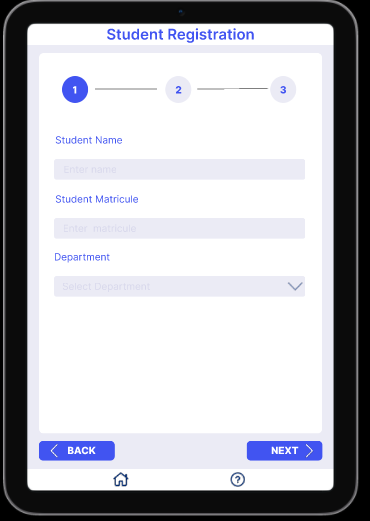 Student Registration
1 2 3
Student Name
Enter name
Student Matricule
Enter matricule
Department
Select Department
BACK NEXT
?